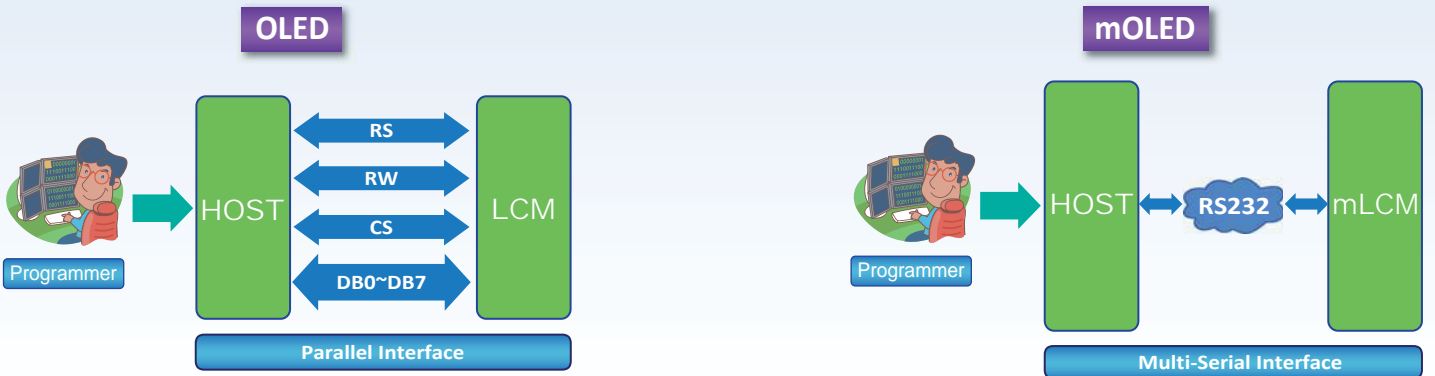 OLED
HOST
RS
RW
CS
DB0~DB7
LCM
Programmer
Parallel Interface
mOLED
HOST
RS232
mLCM
Programmer
Multi-Serial Interface